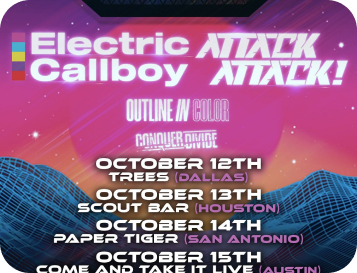 Electric
Callboy
ATTACK
ATTACK!
OUTLINE IN COLOR
CONQUER DIVIDE
OCTOBER 12TH
TREES (DALLAS)
OCTOBER 13TH
SCOUT BAR (HOUSTON)
OCTOBER 14TH
PAPER TIGER (SAN ANTONIO)
OCTOBER 15TH
COME AND TAKE IT LIVE (AUSTIN)